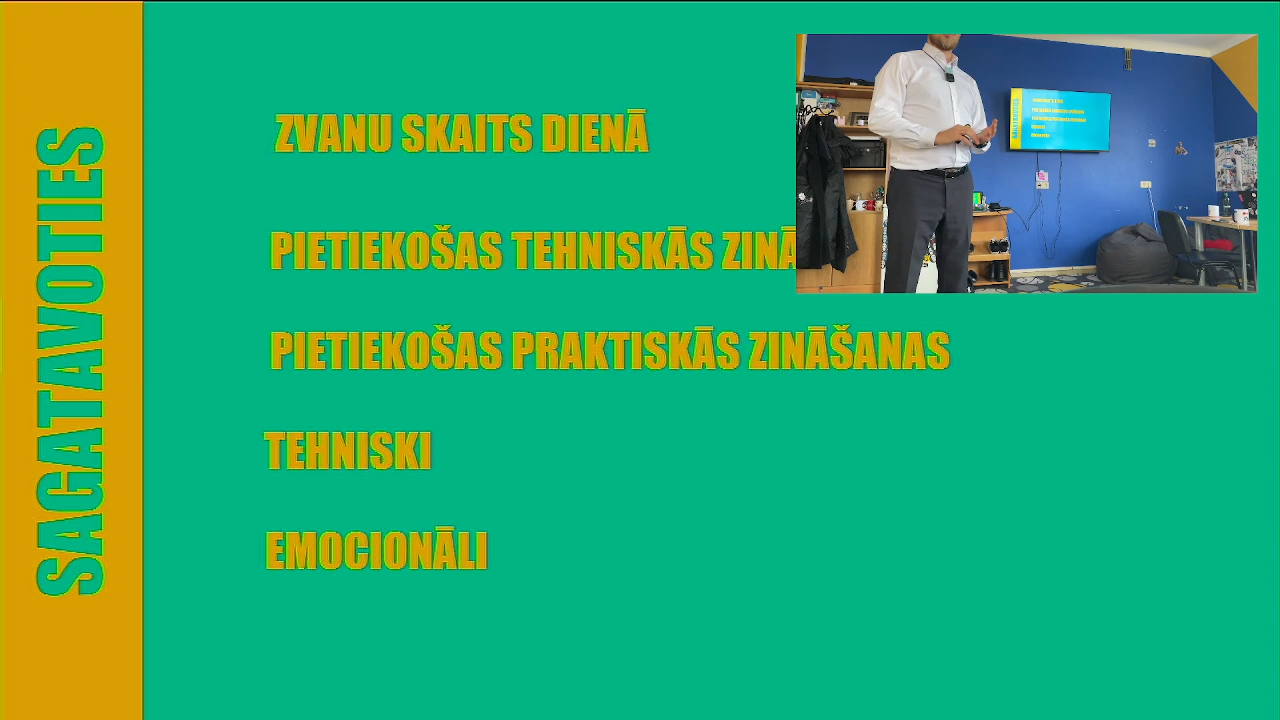 SAGATAVOTIES
ZVANU SKAITS DIENĀ
PIETIEKOŠAS TEHNISKĀS ZINĀ
PIETIEKOŠAS PRAKTISKĀS ZINĀŠANAS
TEHNISKI
EMOCIONĀLI